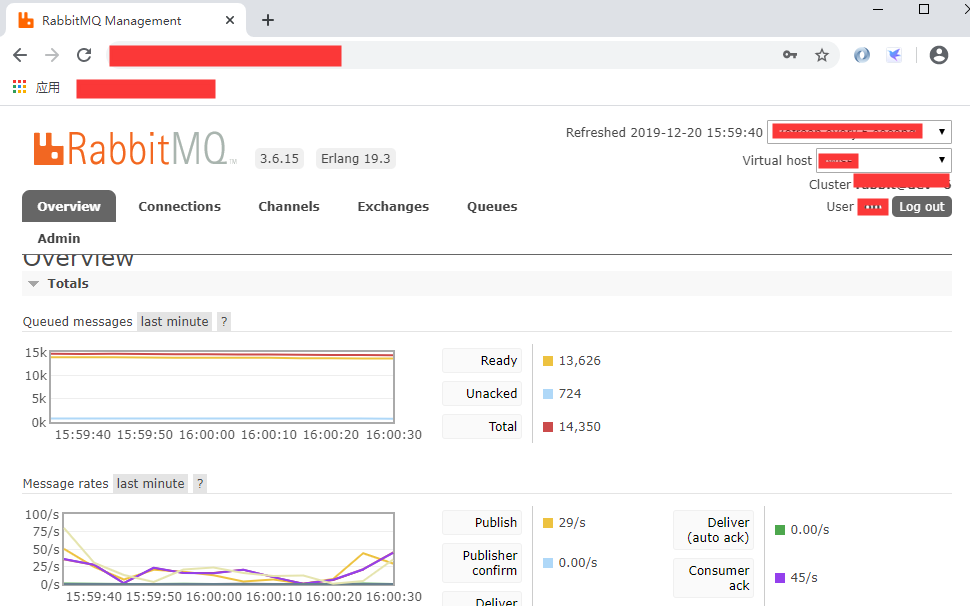 RabbitMQ Management
应用
Refreshed 2019-12-20 15:59:40
RabbitMQ™ 3.6.15 Erlang 19.3
Virtual host
Cluster
User Log out
Overview Connections Channels Exchanges Queues
Admin
Overview
Totals
Queued messages last minute ?
15k
10k
5k
0k
15:59:40 15:59:50 16:00:00 16:00:10 16:00:20 16:00:30
Ready 13,626
Unacked 724
Total 14,350
Message rates last minute ?
100/s
75/s
50/s
25/s
0/s
15:59:40 15:59:50 16:00:00 16:00:10 16:00:20 16:00:30
Publish 29/s
Publisher
confirm 0.00/s
Deliver
Deliver
(auto ack) 0.00/s
Consumer
ack 45/s